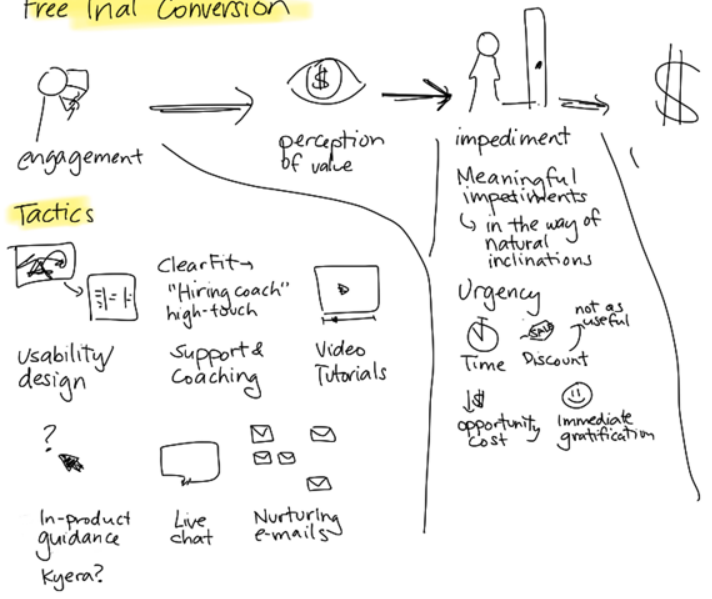 Free Trial Conversion
engagement
perception
of value
impediment
$
$
Tactics
Usability/
design
ClearFit→
"Hiring coach"
high-touch
Support &
Coaching
Video
Tutorials
?
In-product
guidance
Kyera?
Live
chat
Nurturing
e-mails
Meaningful
impediments
↳ in the way of
natural
inclinations
Urgency
Time
SALE
Discount
not as
useful
↓$
opportunity
cost
Immediate
gratification